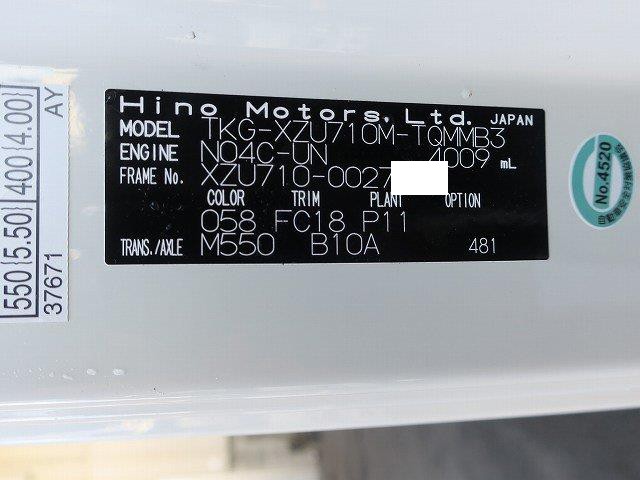 Hino Motors, Ltd. JAPAN
MODEL TKG-XZU710M-TQMMB3
ENGINE N04C-UN 4009 mL
FRAME No. XZU710-0027
COLOR TRIM PLANT OPTION
058 FC18 P11
TRANS./AXLE M550 B10A 481
550(5.50) 400(4.00)
37671 AY
No.4520